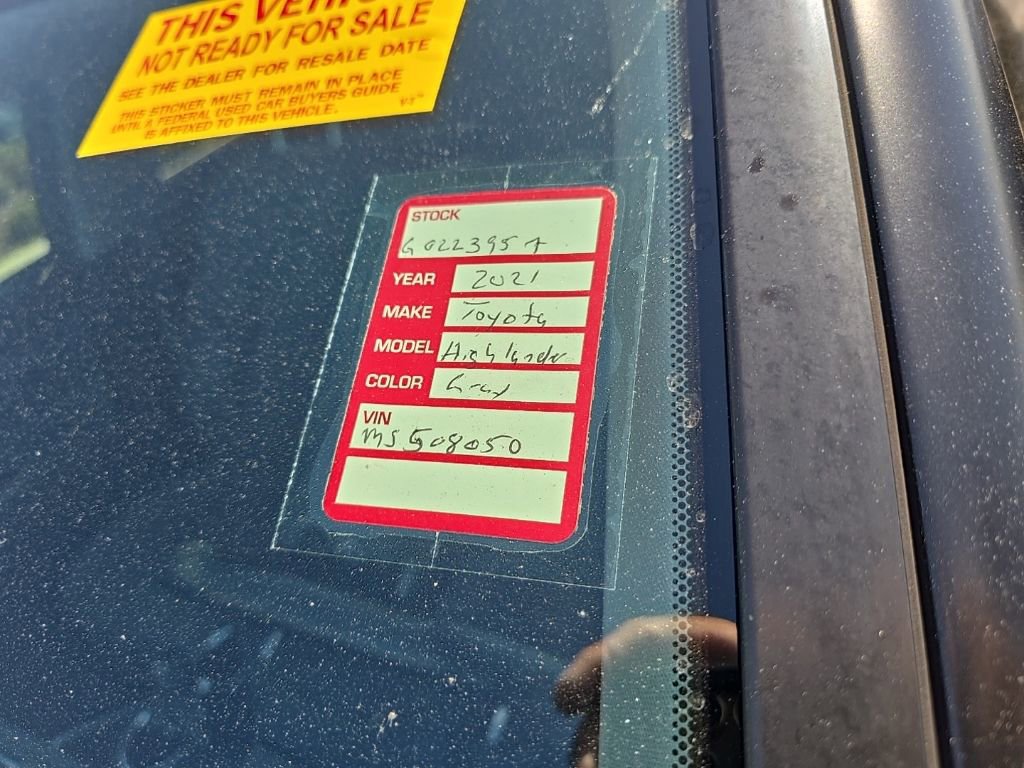 THIS VEHIC
NOT READY FOR SALE
SEE THE DEALER FOR RESALE DATE
THIS STICKER MUST REMAIN IN PLACE
UNTIL A FEDERAL USED CAR BUYERS GUIDE
IS AFFIXED TO THIS VEHICLE.
STOCK
G022395A
YEAR 2021
MAKE Toyota
MODEL Highlander
COLOR Gray
VIN
MS508050